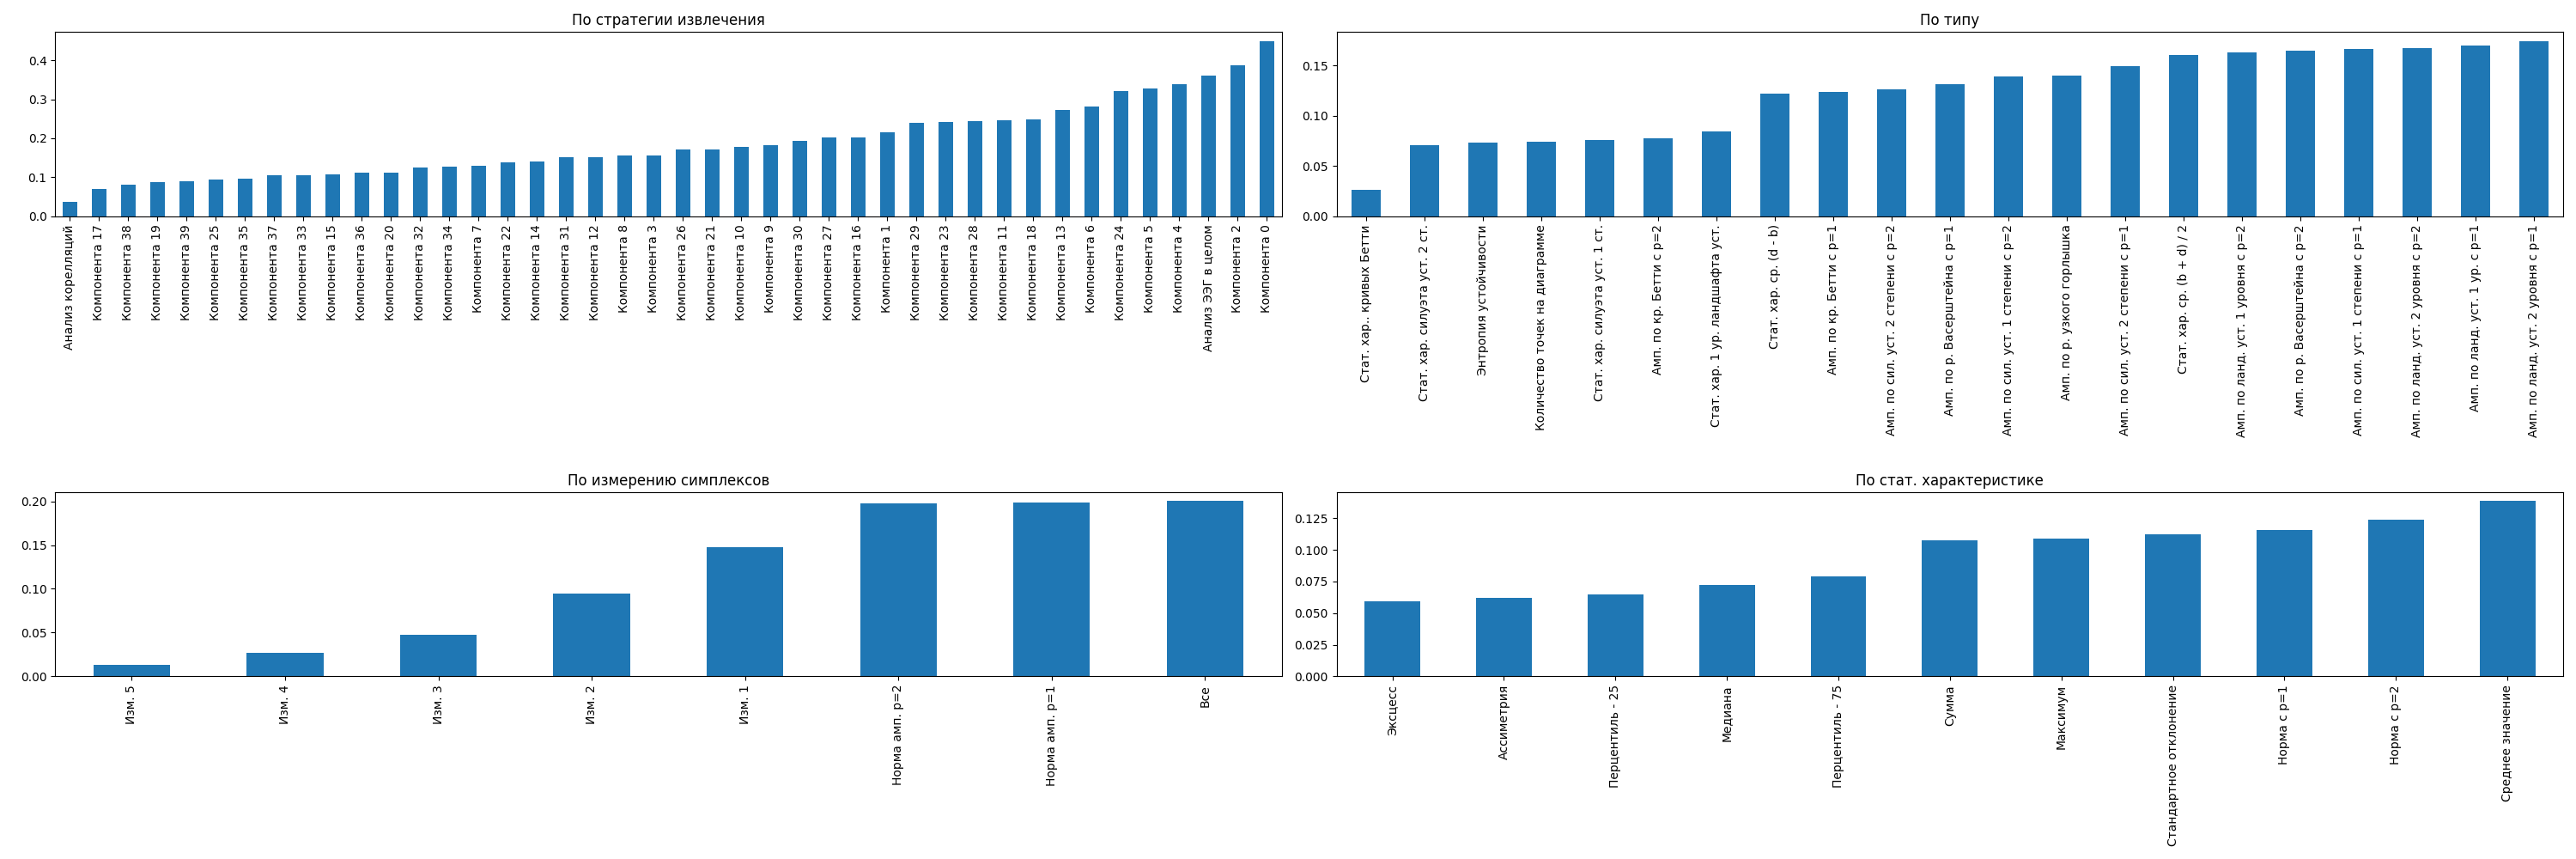 По стратегии извлечения
0.4
0.3
0.2
0.1
0.0
Анализ корелляций
Компонента 17
Компонента 38
Компонента 19
Компонента 39
Компонента 25
Компонента 35
Компонента 37
Компонента 33
Компонента 15
Компонента 36
Компонента 20
Компонента 32
Компонента 34
Компонента 7
Компонента 22
Компонента 14
Компонента 31
Компонента 12
Компонента 8
Компонента 3
Компонента 26
Компонента 21
Компонента 10
Компонента 9
Компонента 30
Компонента 27
Компонента 16
Компонента 1
Компонента 29
Компонента 23
Компонента 28
Компонента 11
Компонента 18
Компонента 13
Компонента 6
Компонента 24
Компонента 5
Компонента 4
Анализ ЭЭГ в целом
Компонента 2
Компонента 0
По типу
0.15
0.10
0.05
0.00
Стат. хар.. кривых Бетти
Стат. хар. силуэта уст. 2 ст.
Энтропия устойчивости
Количество точек на диаграмме
Стат. хар. силуэта уст. 1 ст.
Амп. по кр. Бетти с p=2
Стат. хар. 1 ур. ландшафта уст.
Стат. хар. ср. (d - b)
Амп. по кр. Бетти с p=1
Амп. по сил. уст. 2 степени с p=2
Амп. по р. Васерштейна с p=1
Амп. по сил. уст. 1 степени с p=2
Амп. по р. узкого горлышка
Амп. по сил. уст. 2 степени с p=1
Стат. хар. ср. (b + d) / 2
Амп. по ланд. уст. 1 уровня с p=2
Амп. по р. Васерштейна с p=2
Амп. по сил. уст. 1 степени с p=1
Амп. по ланд. уст. 2 уровня с p=2
Амп. по ланд. уст. 1 ур. с p=1
Амп. по ланд. уст. 2 уровня с p=1
По измерению симплексов
0.20
0.15
0.10
0.05
0.00
Изм. 5
Изм. 4
Изм. 3
Изм. 2
Изм. 1
Норма амп. p=2
Норма амп. p=1
Все
По стат. характеристике
0.125
0.100
0.075
0.050
0.025
0.000
Эксцесс
Ассиметрия
Перцентиль - 25
Медиана
Перцентиль - 75
Сумма
Максимум
Стандартное отклонение
Норма с p=1
Норма с p=2
Среднее значение